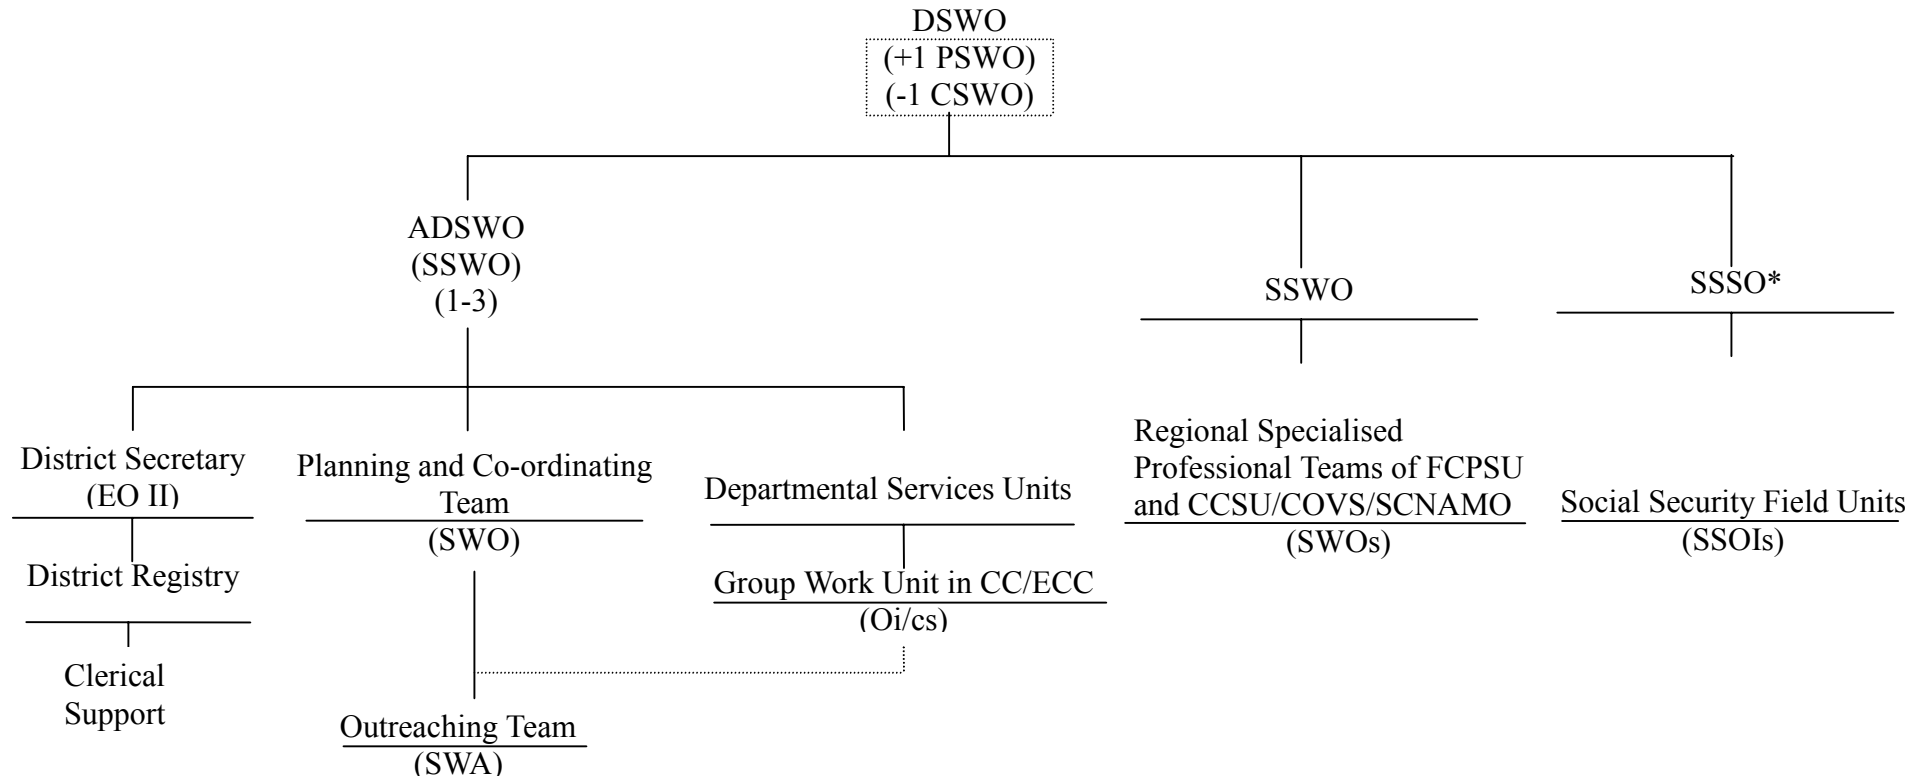 DSWO
(+1 PSWO)
(-1 CSWO)
ADSWO
(SSWO)
(1-3)
SSWO
SSSO*
District Secretary
(EO II)
Planning and Co-ordinating
Team
(SWO)
Departmental Services Units
Regional Specialised
Professional Teams of FCPSU
and CCSU/COVS/SCNAMO
(SWOs)
Social Security Field Units
(SSOIs)
District Registry
Group Work Unit in CC/ECC
(Oi/cs)
Clerical
Support
Outreaching Team
(SWA)